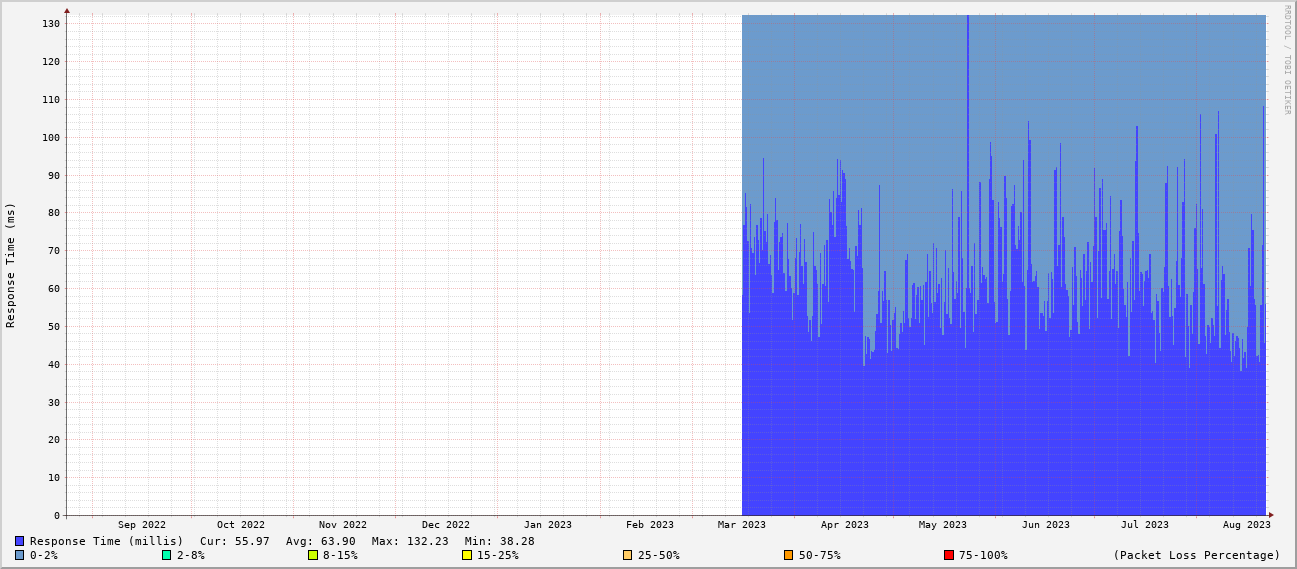 RRDTOOL / TOBI OETIKER
Response Time (ms)
130
120
110
100
90
80
70
60
50
40
30
20
10
0
Sep 2022 Oct 2022 Nov 2022 Dec 2022 Jan 2023 Feb 2023 Mar 2023 Apr 2023 May 2023 Jun 2023 Jul 2023 Aug 2023
Response Time (millis) Cur: 55.97 Avg: 63.90 Max: 132.23 Min: 38.28
0-2% 2-8% 8-15% 15-25% 25-50% 50-75% 75-100% (Packet Loss Percentage)